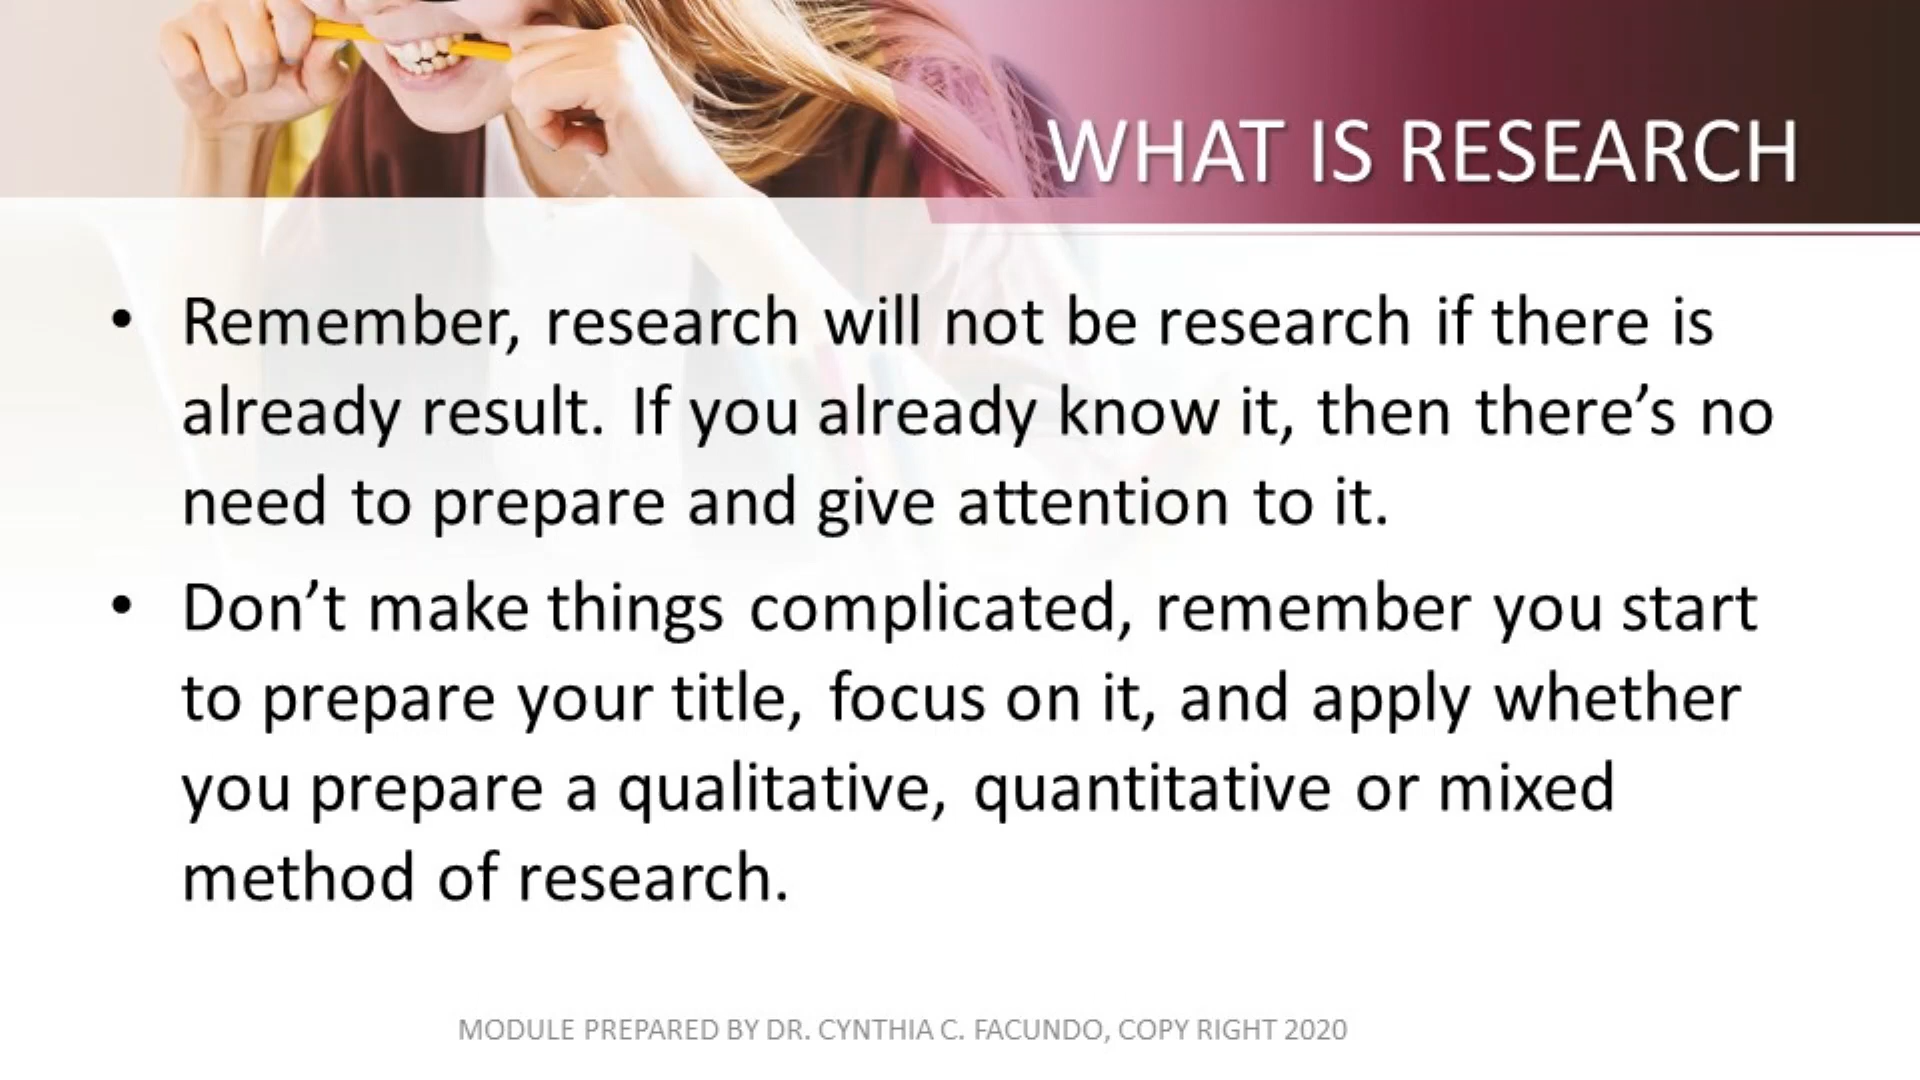 WHAT IS RESEARCH
• Remember, research will not be research if there is
already result. If you already know it, then there’s no
need to prepare and give attention to it.
• Don’t make things complicated, remember you start
to prepare your title, focus on it, and apply whether
you prepare a qualitative, quantitative or mixed
method of research.
MODULE PREPARED BY DR. CYNTHIA C. FACUNDO, COPY RIGHT 2020